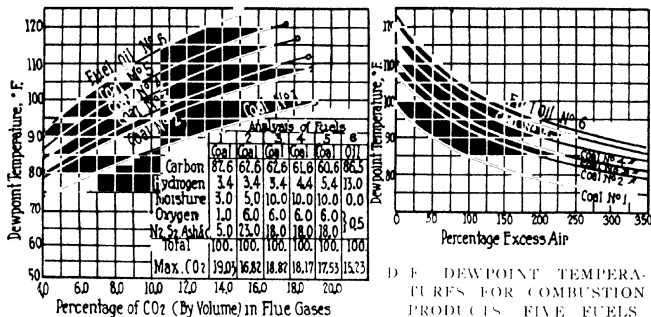 120
110
100
90
80
75
70
60
50
Dewpoint Temperature, °F.
Fuel Oil No 6
Coal No 5
Coal No 2
Coal No 1
Analysis of Fuels
1 2 3 4 5 6
Coal Coal Coal Coal Coal Oil
Carbon 87.6 62.6 62.6 61.6 60.6 86.5
Hydrogen 3.4 3.4 3.4 4.4 5.4 13.0
Moisture 3.0 5.0 10.0 10.0 10.0 0.0
Oxygen 1.0 6.0 6.0 6.0 6.0 } 0.5
N2, S2 Ash&c 5.0 23.0 18.0 18.0 18.0
Total 100. 100. 100. 100. 100. 100.
Max. CO2 19.03 16.82 18.82 18.17 17.53 15.23
4.0 6.0 8.0 10.0 12.0 14.0 16.0 18.0 20.0
Percentage of CO2 (By Volume) in Flue Gases
120
110
100
90
80
Dewpoint Temperature, °F.
Oil No 6
Coal No 4
Coal No 2
Coal No 1
0 50 100 150 200 250 300 350
Percentage Excess Air
DEWPOINT TEMPERA-
TURES FOR COMBUSTION
PRODUCTS FIVE FUELS